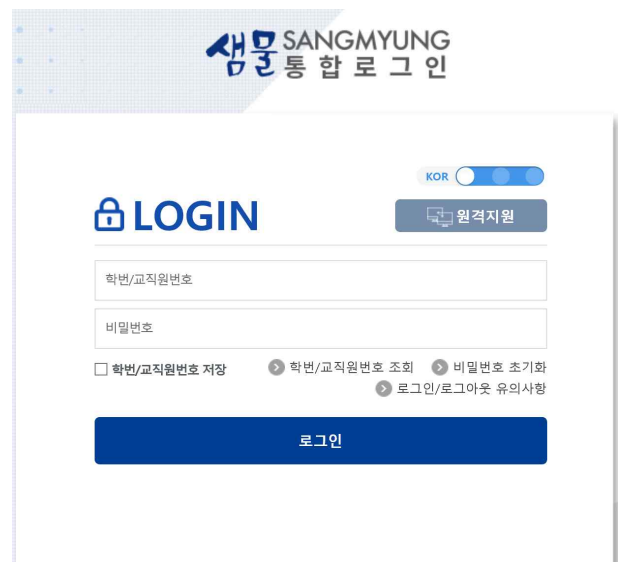 샘물 SANGMYUNG
통합로그인
KOR
LOGIN
원격지원
학번/교직원번호
비밀번호
학번/교직원번호 저장 학번/교직원번호 조회 비밀번호 초기화
로그인/로그아웃 유의사항
로그인